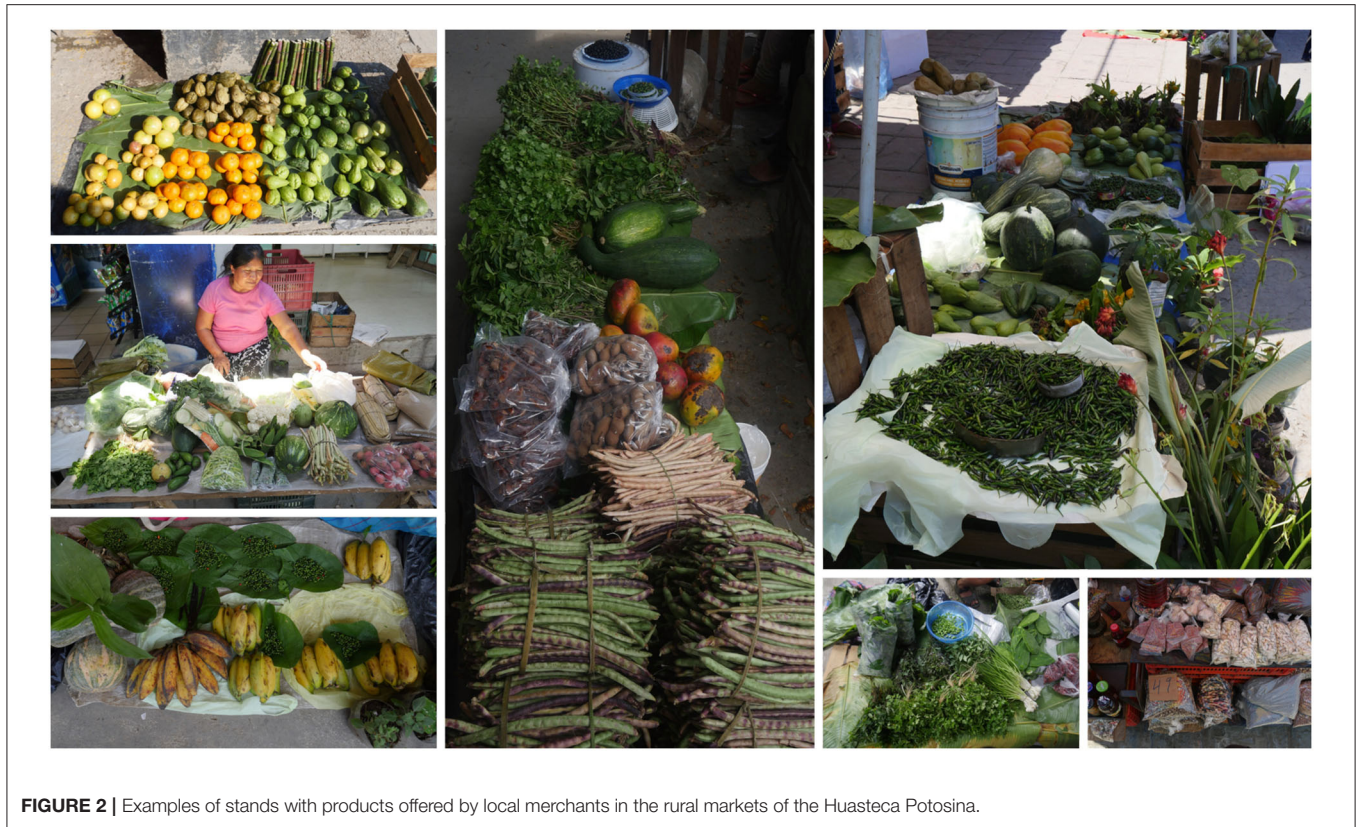 49
FIGURE 2 | Examples of stands with products offered by local merchants in the rural markets of the Huasteca Potosina.